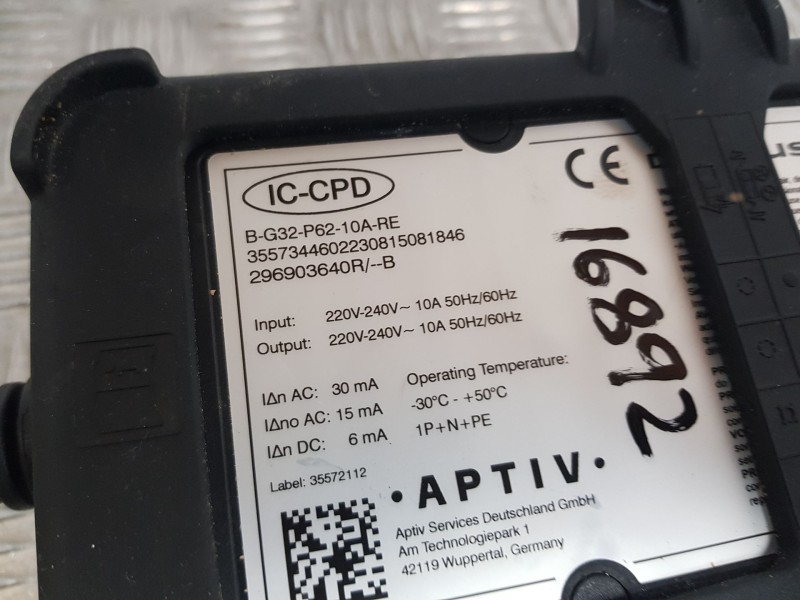 IC-CPD
CE
B-G32-P62-10A-RE
3557344602230815081846
296903640R/--B
Input: 220V-240V~ 10A 50Hz/60Hz
Output: 220V-240V~ 10A 50Hz/60Hz
IΔn AC: 30 mA
IΔno AC: 15 mA
IΔn DC: 6 mA
Operating Temperature:
-30°C - +50°C
1P+N+PE
Label: 35572112
• APTIV •
Aptiv Services Deutschland GmbH
Am Technologiepark 1
42119 Wuppertal, Germany
16892